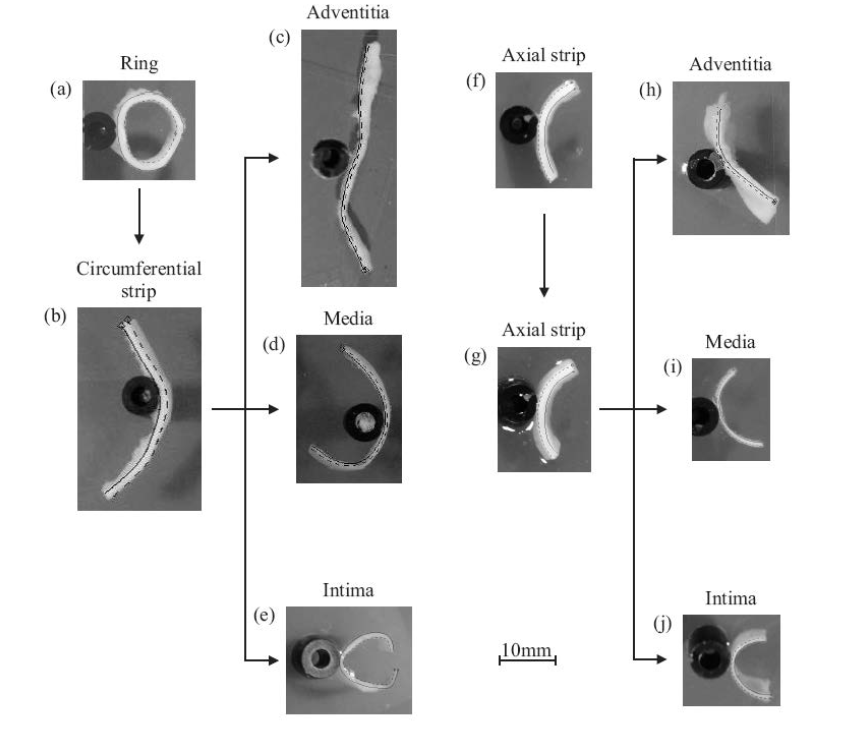 Adventitia
(c)
Ring
(a)
Axial strip
(f)
Adventitia
(h)
Circumferential
strip
(b)
Media
(d)
Axial strip
(g)
Media
(i)
Intima
(e)
Intima
(j)
10mm